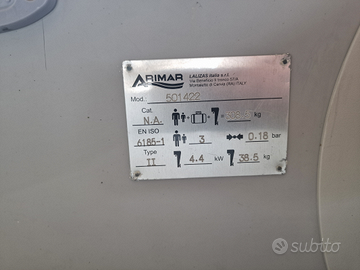 ARIMAR
LALIZAS Italia s.r.l.
Mod.: 501422
Cat.
N.A. kg
EN ISO
6185-1 3 0.18 bar
Type
II 4.4 kW 38.5 kg
subito